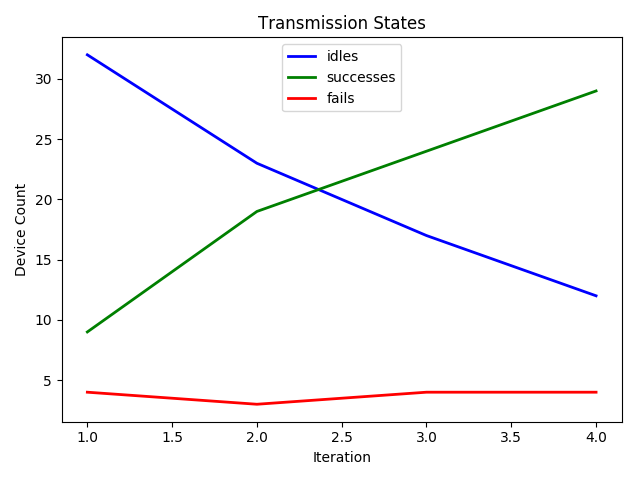 Transmission States
idles
successes
fails
Device Count
30
25
20
15
10
5
1.0 1.5 2.0 2.5 3.0 3.5 4.0
Iteration